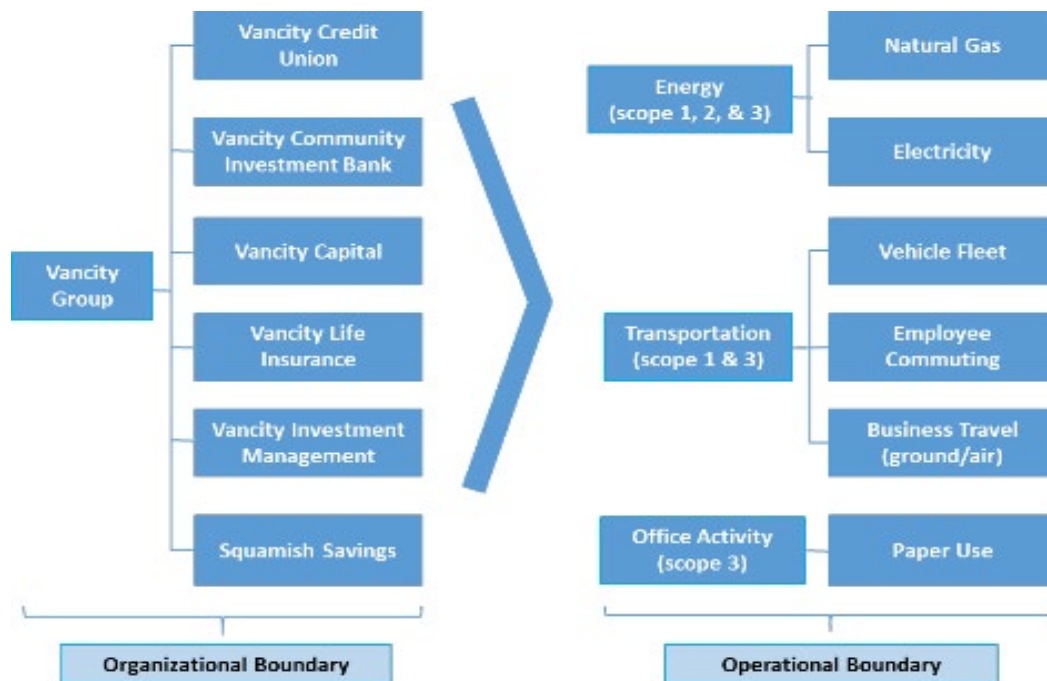 Vancity Credit
Union
Vancity Community
Investment Bank
Vancity Capital
Vancity
Group
Vancity Life
Insurance
Vancity Investment
Management
Squamish Savings
Organizational Boundary
Energy
(scope 1, 2, & 3)
Natural Gas
Electricity
Transportation
(scope 1 & 3)
Vehicle Fleet
Employee
Commuting
Business Travel
(ground/air)
Office Activity
(scope 3)
Paper Use
Operational Boundary